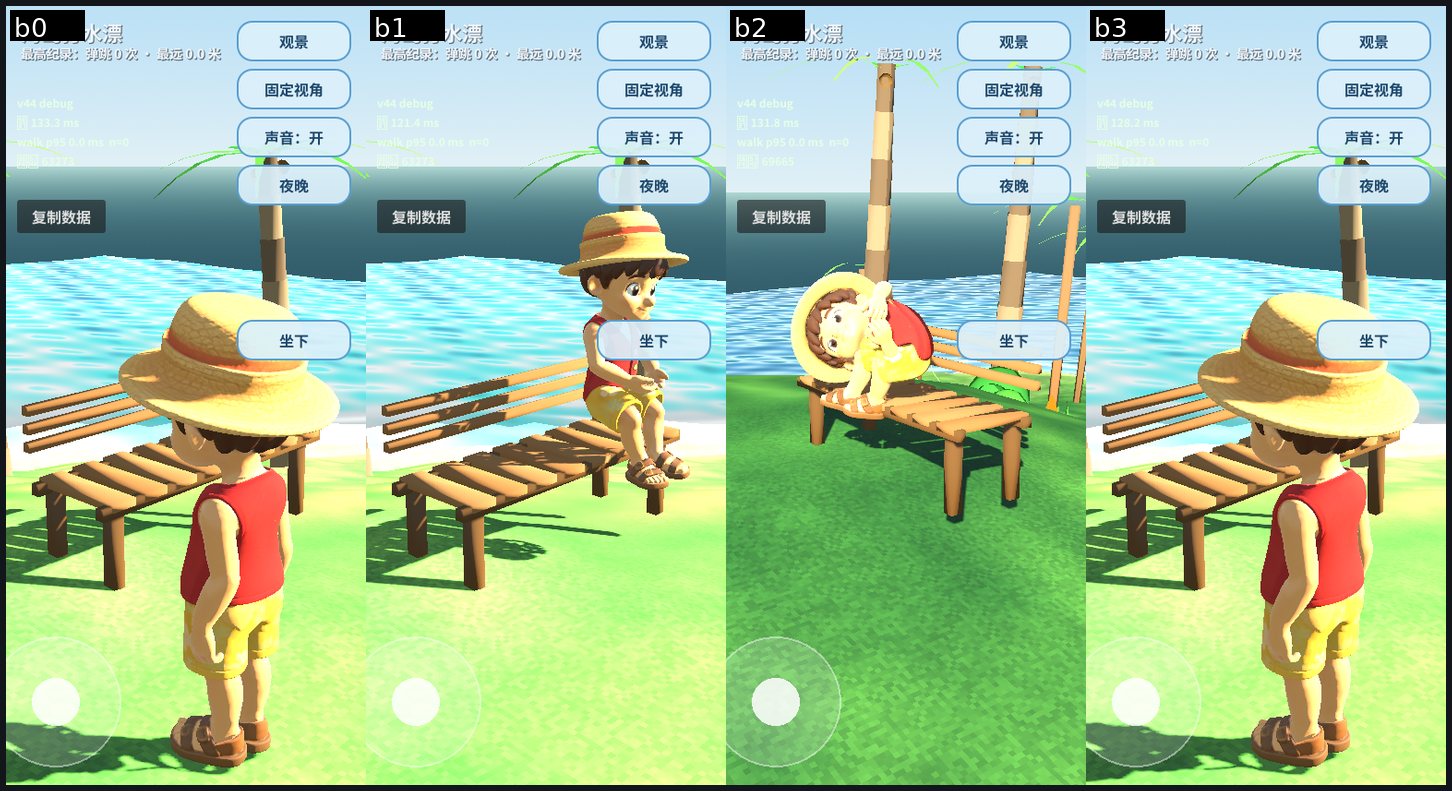 b0
水漂
最高纪录：弹跳 0 次 · 最远 0.0 米
观景
固定视角
声音：开
夜晚
v44 debug
133.3 ms
walk p95 0.0 ms n=0
63773
复制数据
坐下
b1
水漂
最高纪录：弹跳 0 次 · 最远 0.0 米
观景
固定视角
声音：开
夜晚
v44 debug
121.4 ms
walk p95 0.0 ms n=0
63773
复制数据
坐下
b2
水漂
最高纪录：弹跳 0 次 · 最远 0.0 米
观景
固定视角
声音：开
夜晚
v44 debug
131.8 ms
walk p95 0.0 ms n=0
69665
复制数据
坐下
b3
水漂
最高纪录：弹跳 0 次 · 最远 0.0 米
观景
固定视角
声音：开
夜晚
v44 debug
128.2 ms
walk p95 0.0 ms n=0
63773
复制数据
坐下